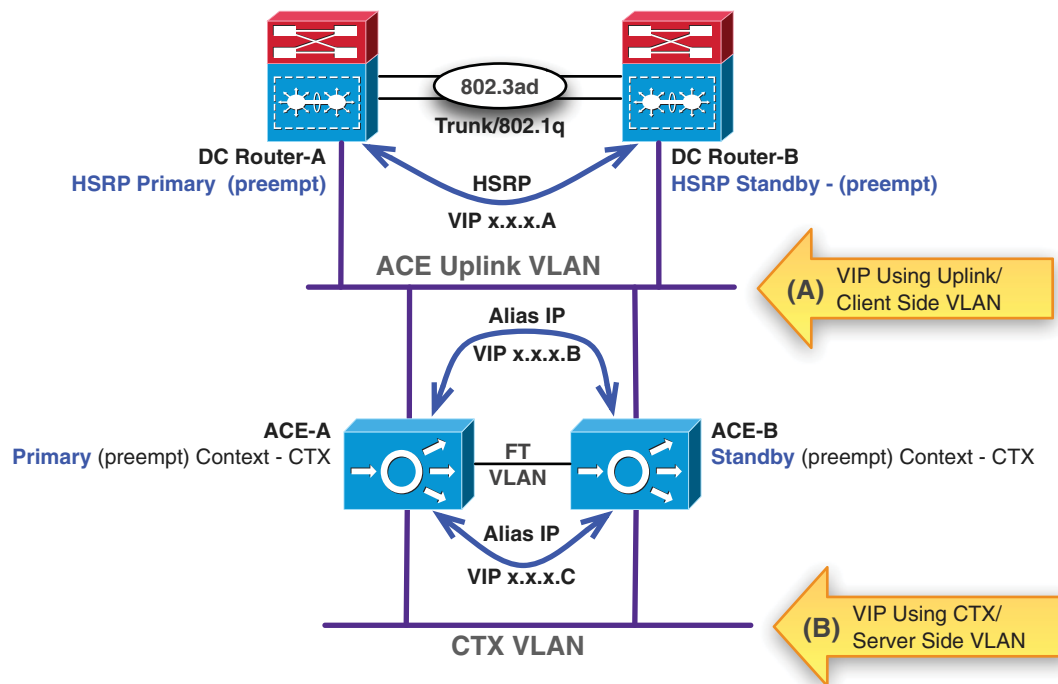 802.3ad
Trunk/802.1q
DC Router-A
HSRP Primary (preempt)
DC Router-B
HSRP Standby - (preempt)
HSRP
VIP x.x.x.A
ACE Uplink VLAN
(A) VIP Using Uplink/
Client Side VLAN
Alias IP
VIP x.x.x.B
ACE-A
Primary (preempt) Context - CTX
FT
VLAN
ACE-B
Standby (preempt) Context - CTX
Alias IP
VIP x.x.x.C
CTX VLAN
(B) VIP Using CTX/
Server Side VLAN